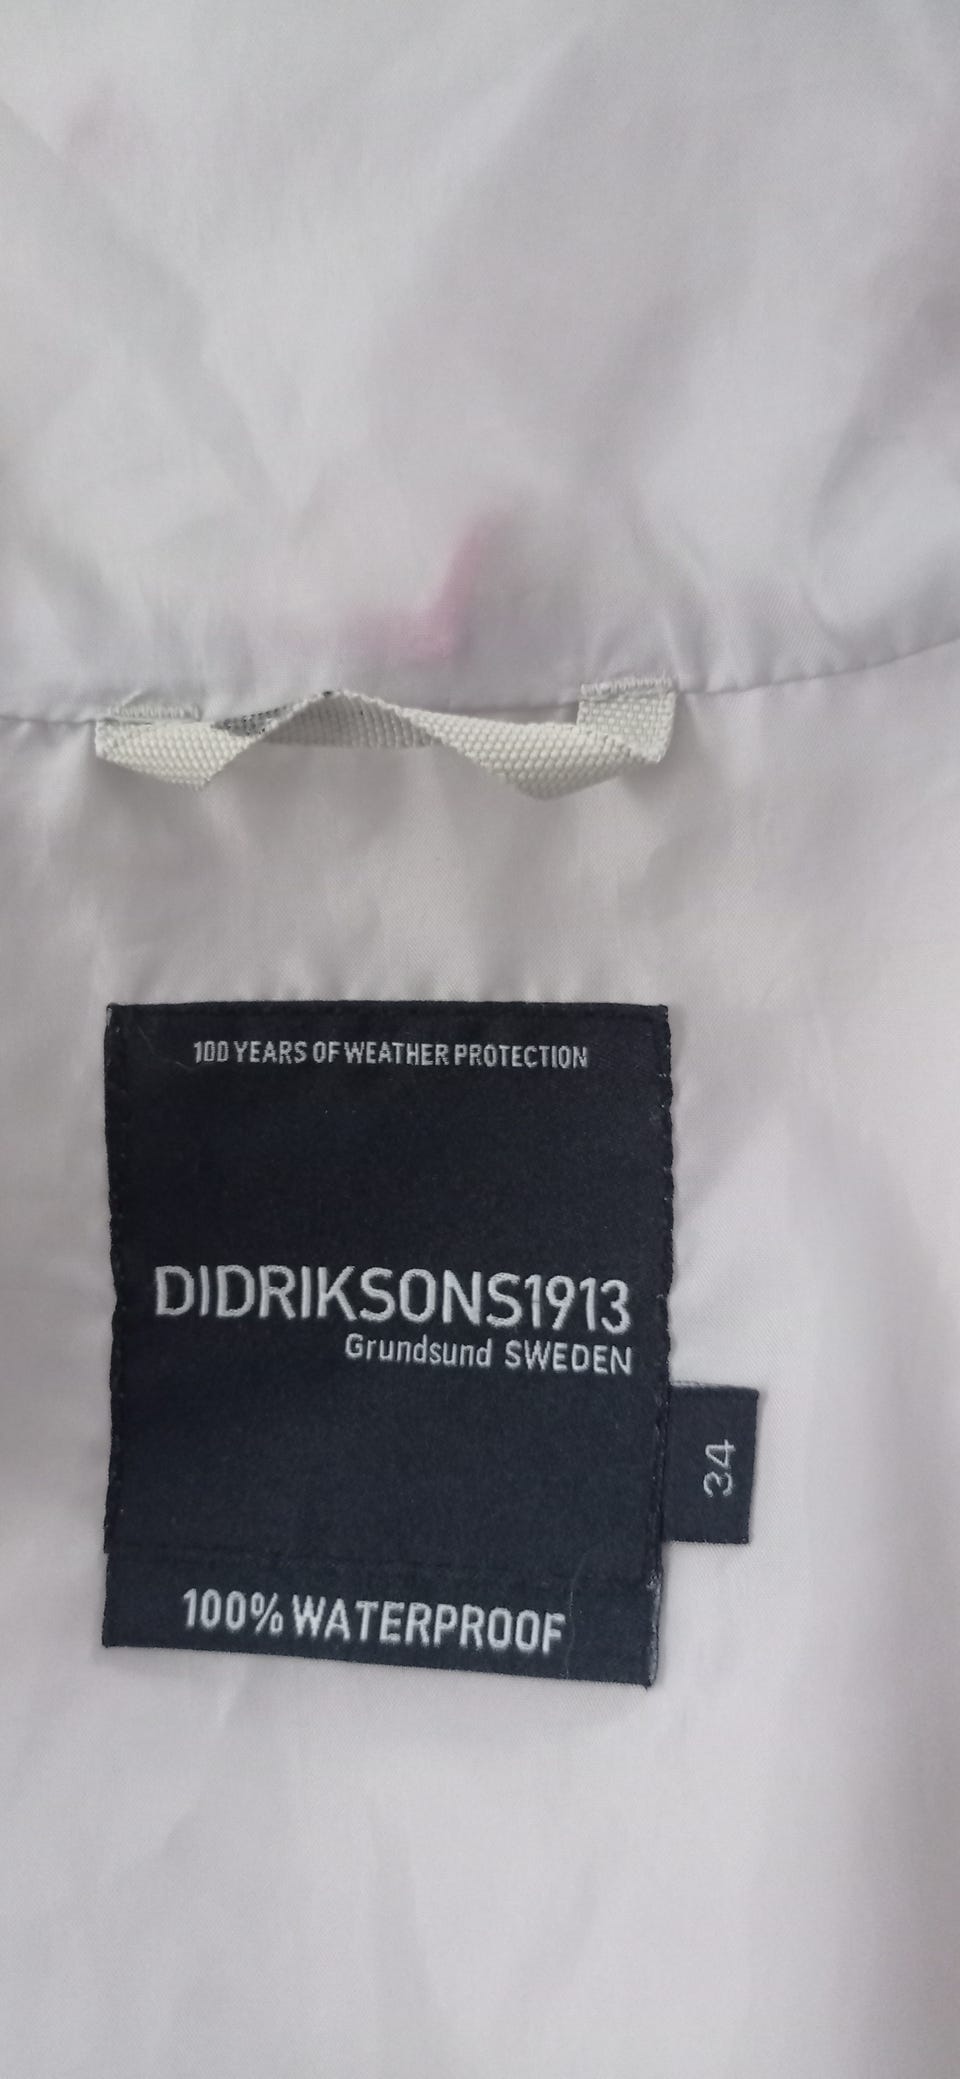 100 YEARS OF WEATHER PROTECTION
DIDRIKSONS1913
Grundsund SWEDEN
34
100% WATERPROOF